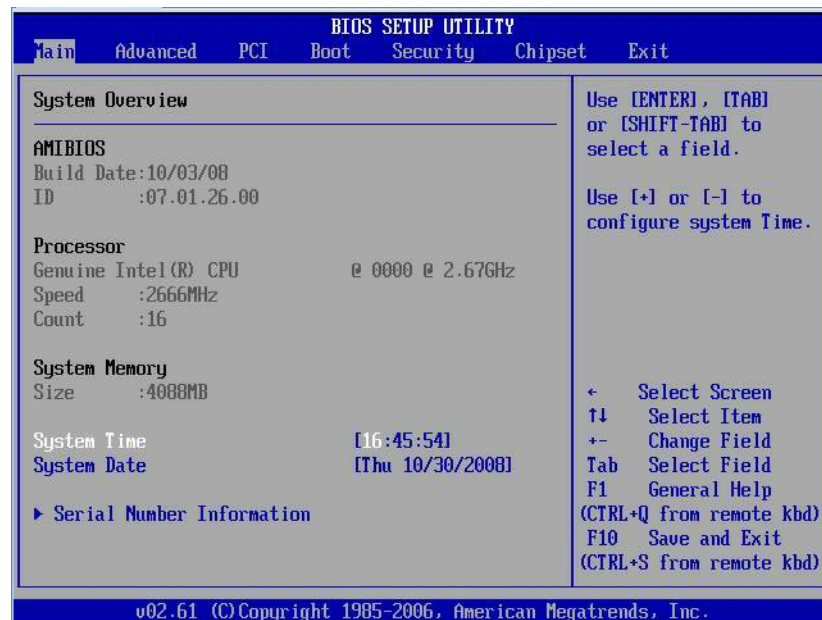 BIOS SETUP UTILITY
Main Advanced PCI Boot Security Chipset Exit
System Overview
AMIBIOS
Build Date:10/03/08
ID :07.01.26.00
Processor
Genuine Intel(R) CPU @ 0000 @ 2.67GHz
Speed :2666MHz
Count :16
System Memory
Size :4088MB
System Time [16:45:54]
System Date [Thu 10/30/2008]
▶ Serial Number Information
Use [ENTER], [TAB]
or [SHIFT-TAB] to
select a field.
Use [+] or [-] to
configure system Time.
← Select Screen
↑↓ Select Item
+- Change Field
Tab Select Field
F1 General Help
(CTRL+Q from remote kbd)
F10 Save and Exit
(CTRL+S from remote kbd)
v02.61 (C)Copyright 1985-2006, American Megatrends, Inc.